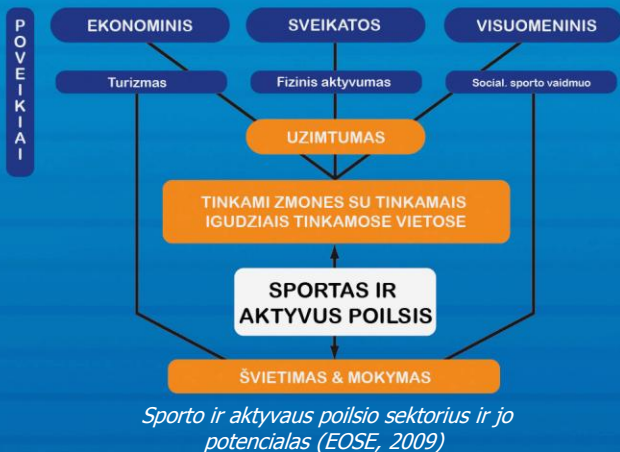 POVEIKIAI
EKONOMINIS
SVEIKATOS
VISUOMENINIS
Turizmas
Fizinis aktyvumas
Social. sporto vaidmuo
UZIMTUMAS
TINKAMI ZMONES SU TINKAMAIS
IGUDZIAIS TINKAMOSE VIETOSE
SPORTAS IR
AKTYVUS POILSIS
ŠVIETIMAS & MOKYMAS
Sporto ir aktyvaus poilsio sektorius ir jo
potencialas (EOSE, 2009)